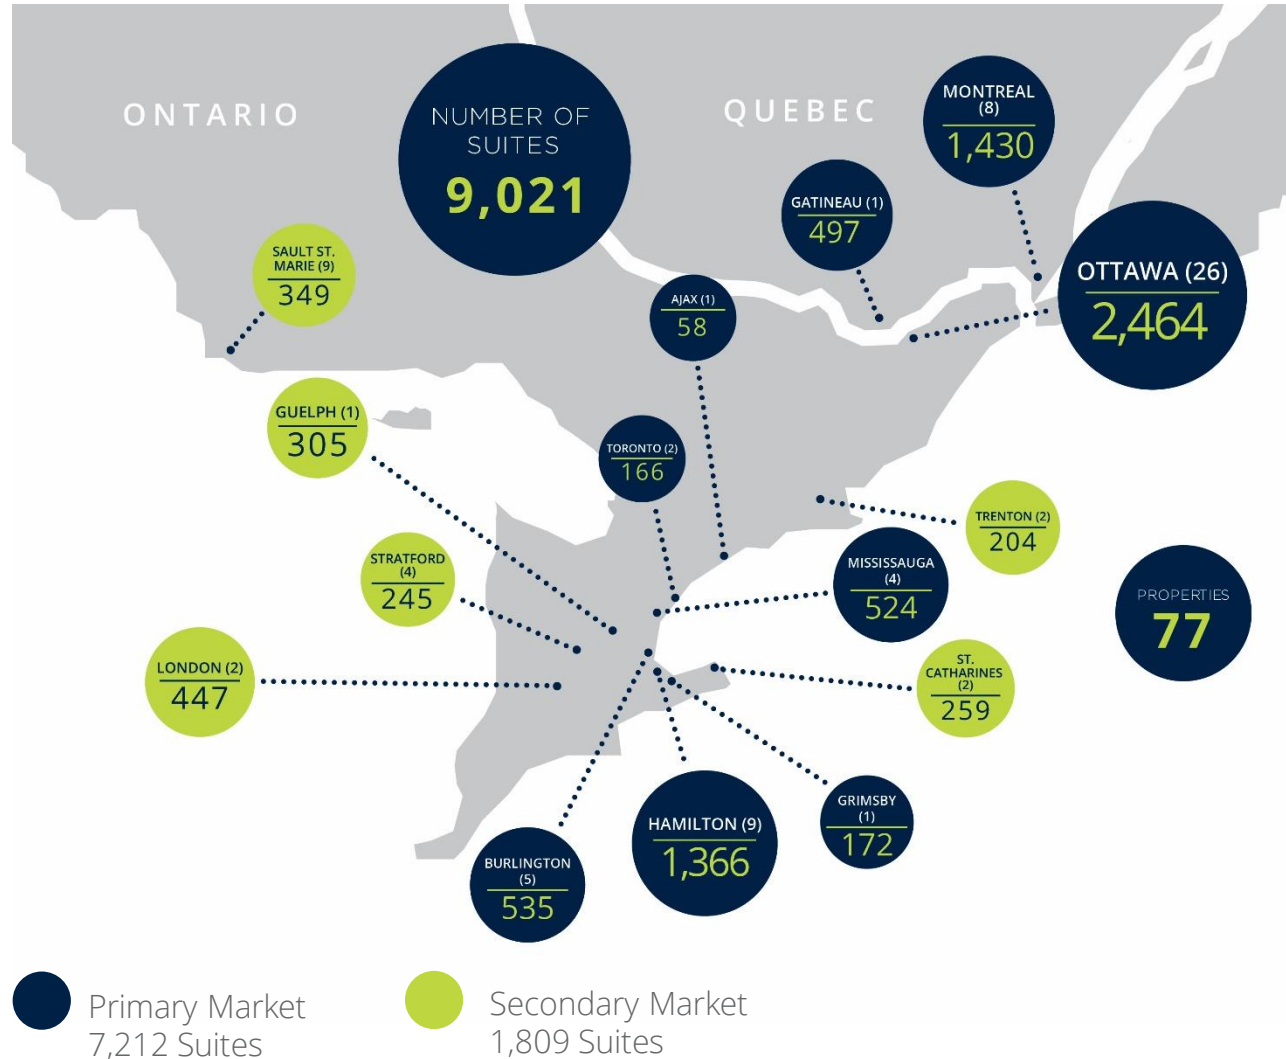 ONTARIO
QUEBEC
NUMBER OF
SUITES
9,021
MONTREAL
(8)
1,430
GATINEAU (1)
497
OTTAWA (26)
2,464
SAULT ST.
MARIE (9)
349
AJAX (1)
58
GUELPH (1)
305
TORONTO (2)
166
TRENTON (2)
204
STRATFORD
(4)
245
MISSISSAUGA
(4)
524
PROPERTIES
77
LONDON (2)
447
ST.
CATHARINES
(2)
259
GRIMSBY
(1)
172
HAMILTON (9)
1,366
BURLINGTON
(5)
535
Primary Market
7,212 Suites
Secondary Market
1,809 Suites